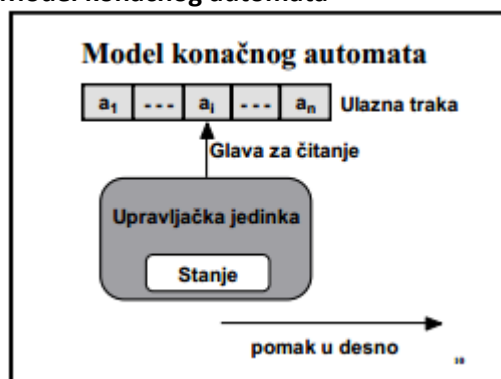 model konačnog automata
Model konačnog automata
a1 --- ai --- an Ulazna traka
Glava za čitanje
Upravljačka jedinka
Stanje
pomak u desno